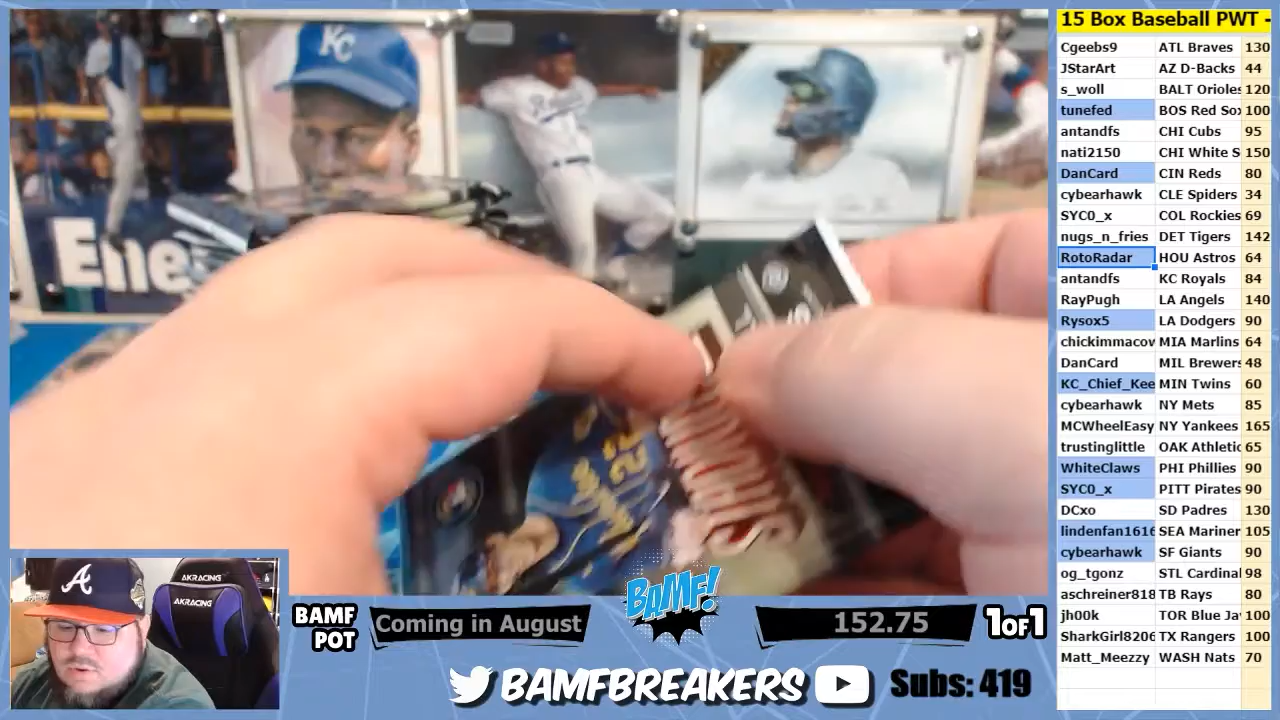 15 Box Baseball PWT -
Cgeebs9 ATL Braves 130
JStarArt AZ D-Backs 44
s_woll BALT Orioles 120
tunefed BOS Red Sox 100
antandfs CHI Cubs 95
nati2150 CHI White S 150
DanCard CIN Reds 80
cybearhawk CLE Spiders 34
SYC0_x COL Rockies 69
nugs_n_fries DET Tigers 142
RotoRadar HOU Astros 64
antandfs KC Royals 84
RayPugh LA Angels 140
Rysox5 LA Dodgers 90
chickimmacow MIA Marlins 64
DanCard MIL Brewers 48
KC_Chief_Kee MIN Twins 60
cybearhawk NY Mets 85
MCWheelEasy NY Yankees 165
trustinglittle OAK Athletic 65
WhiteClaws PHI Phillies 90
SYC0_x PITT Pirates 90
DCxo SD Padres 130
lindenfan1616 SEA Mariner 105
cybearhawk SF Giants 90
og_tgonz STL Cardinal 98
aschreiner818 TB Rays 80
jh00k TOR Blue Ja 100
SharkGirl8206 TX Rangers 100
Matt_Meezzy WASH Nats 70
KC
Royals
Ene
A
AKRACING
AKRACING
BAMF
POT
Coming in August
BAMF!
152.75
1of1
BAMFBREAKERS
Subs: 419